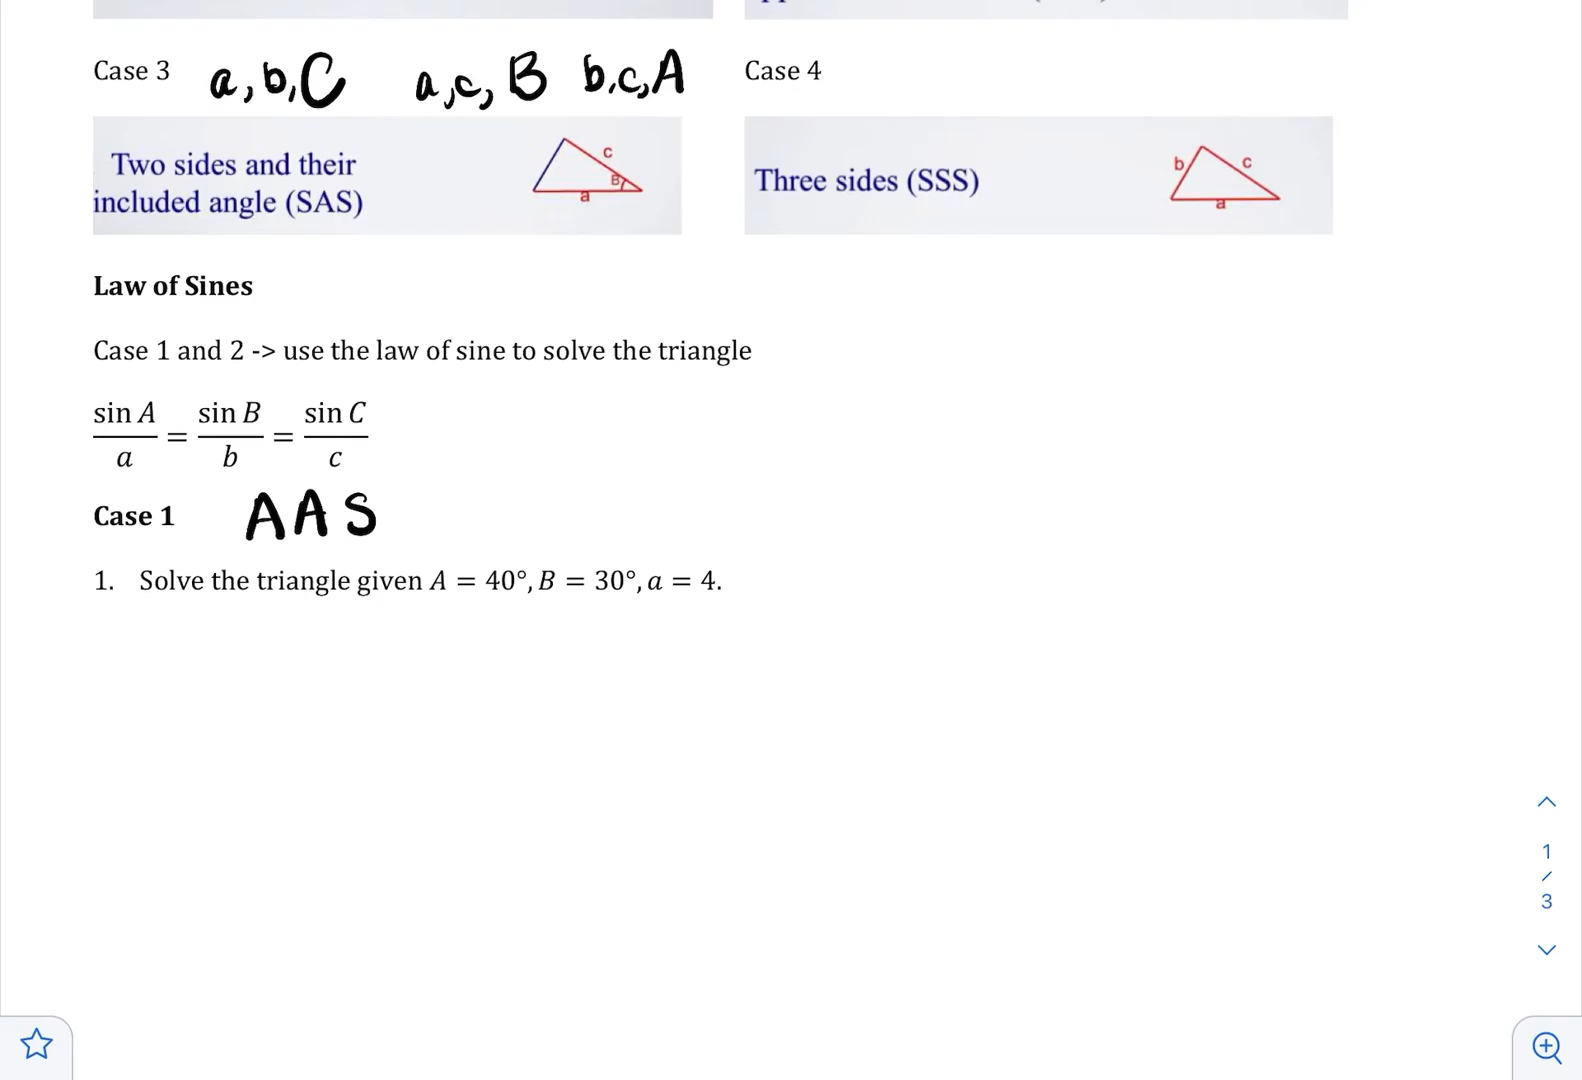 Case 3 a, b, C a, c, B b, c, A
Case 4
Two sides and their
included angle (SAS)
c
B
a
Three sides (SSS)
b
c
a
Law of Sines
Case 1 and 2 -> use the law of sine to solve the triangle
sin A / a = sin B / b = sin C / c
Case 1 AAS
1. Solve the triangle given A = 40°, B = 30°, a = 4.
1
/
3